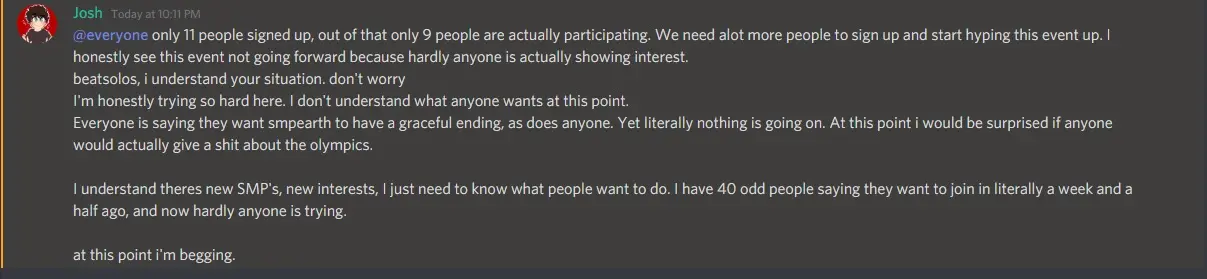 Josh Today at 10:11 PM
@everyone only 11 people signed up, out of that only 9 people are actually participating. We need alot more people to sign up and start hyping this event up. I
honestly see this event not going forward because hardly anyone is actually showing interest.
beatsolos, i understand your situation. don't worry
I'm honestly trying so hard here. I don't understand what anyone wants at this point.
Everyone is saying they want smpearth to have a graceful ending, as does anyone. Yet literally nothing is going on. At this point i would be surprised if anyone
would actually give a shit about the olympics.
I understand theres new SMP's, new interests, I just need to know what people want to do. I have 40 odd people saying they want to join in literally a week and a
half ago, and now hardly anyone is trying.
at this point i'm begging.